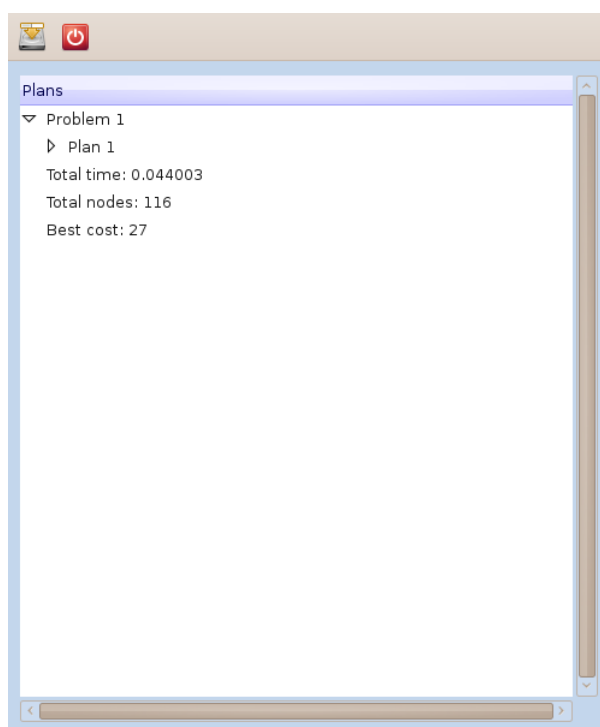 Plans
Problem 1
Plan 1
Total time: 0.044003
Total nodes: 116
Best cost: 27